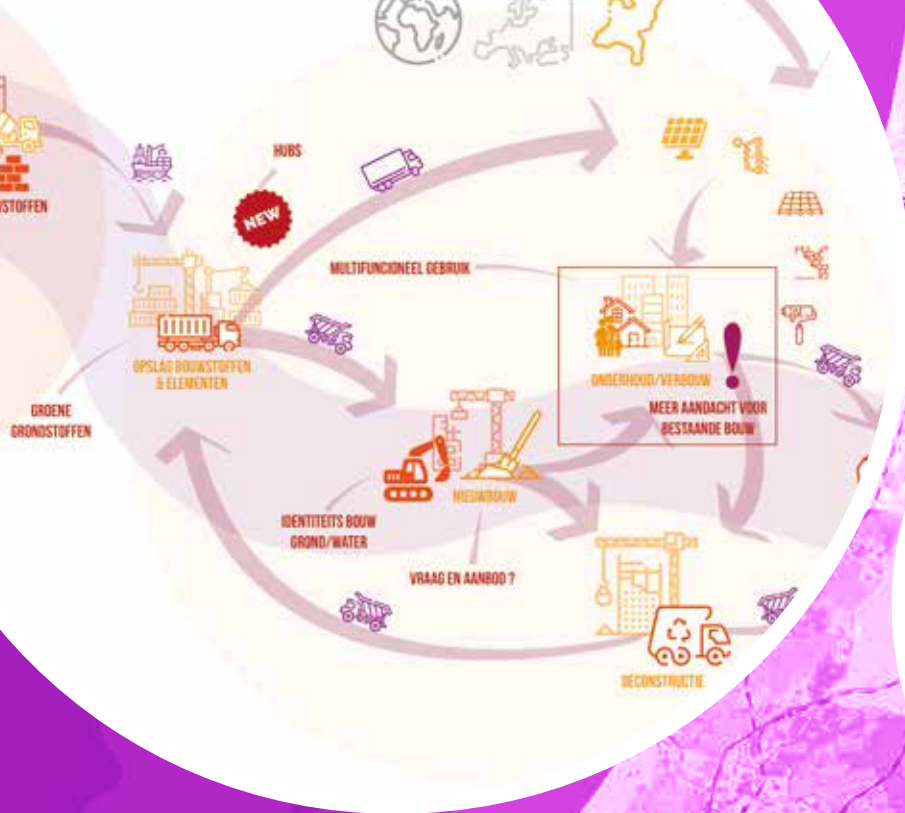 HUBS
NEW
STOFFEN
MULTIFUNCIONEEL GEBRUIK
OPSLAG BOUWSTOFFEN
& ELEMENTEN
ONDERHOUD/VERBOUW
!
MEER AANDACHT VOOR
BESTAANDE BOUW
GROENE
GRONDSTOFFEN
NIEUWBOUW
IDENTITEITS BOUW
GROND/WATER
VRAAG EN AANBOD ?
DECONSTRUCTIE